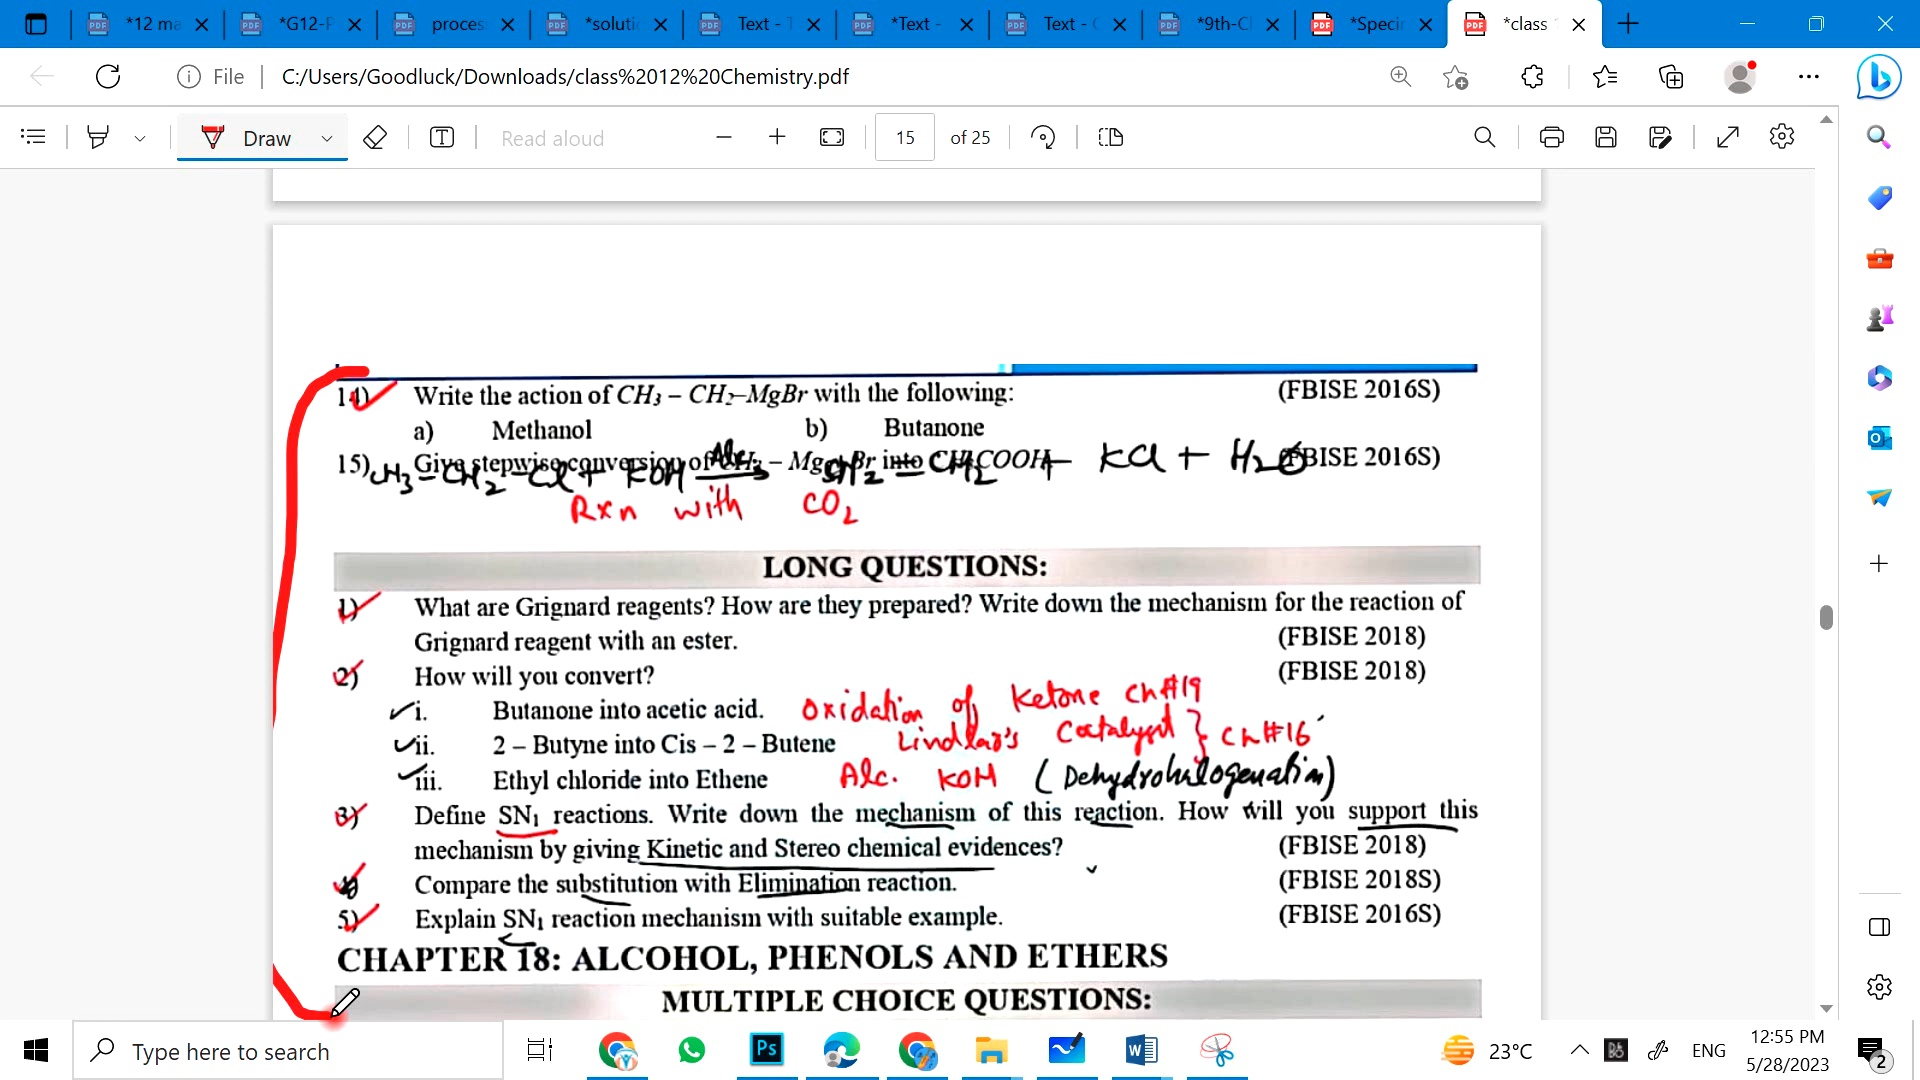 *12 ma
*G12-P
proces
*soluti
Text - T
*Text -
Text - C
*9th-Cl
*Specin
*class 1
File
C:/Users/Goodluck/Downloads/class%2012%20Chemistry.pdf
Draw
Read aloud
15 of 25
14) Write the action of CH₃ – CH₂–MgBr with the following: (FBISE 2016S)
a) Methanol b) Butanone
15) Give stepwise conversion of CH₃ – Mg – Br into CH₃COOH (FBISE 2016S)
CH₃–CH₂–Cl + KOH Alc. CH₂ = CH₂ + KCl + H₂O
Rxn with CO₂
LONG QUESTIONS:
1) What are Grignard reagents? How are they prepared? Write down the mechanism for the reaction of
Grignard reagent with an ester. (FBISE 2018)
2) How will you convert? (FBISE 2018)
i. Butanone into acetic acid. Oxidation of Ketone Ch#19
ii. 2 – Butyne into Cis – 2 – Butene Lindlar's Catalyst } Ch#16
iii. Ethyl chloride into Ethene Alc. KOH (Dehydrohalogenation)
3) Define SN₁ reactions. Write down the mechanism of this reaction. How will you support this
mechanism by giving Kinetic and Stereo chemical evidences? (FBISE 2018)
Compare the substitution with Elimination reaction. (FBISE 2018S)
5) Explain SN₁ reaction mechanism with suitable example. (FBISE 2016S)
CHAPTER 18: ALCOHOL, PHENOLS AND ETHERS
MULTIPLE CHOICE QUESTIONS:
Type here to search
Ps
23°C
ENG
12:55 PM
5/28/2023
2